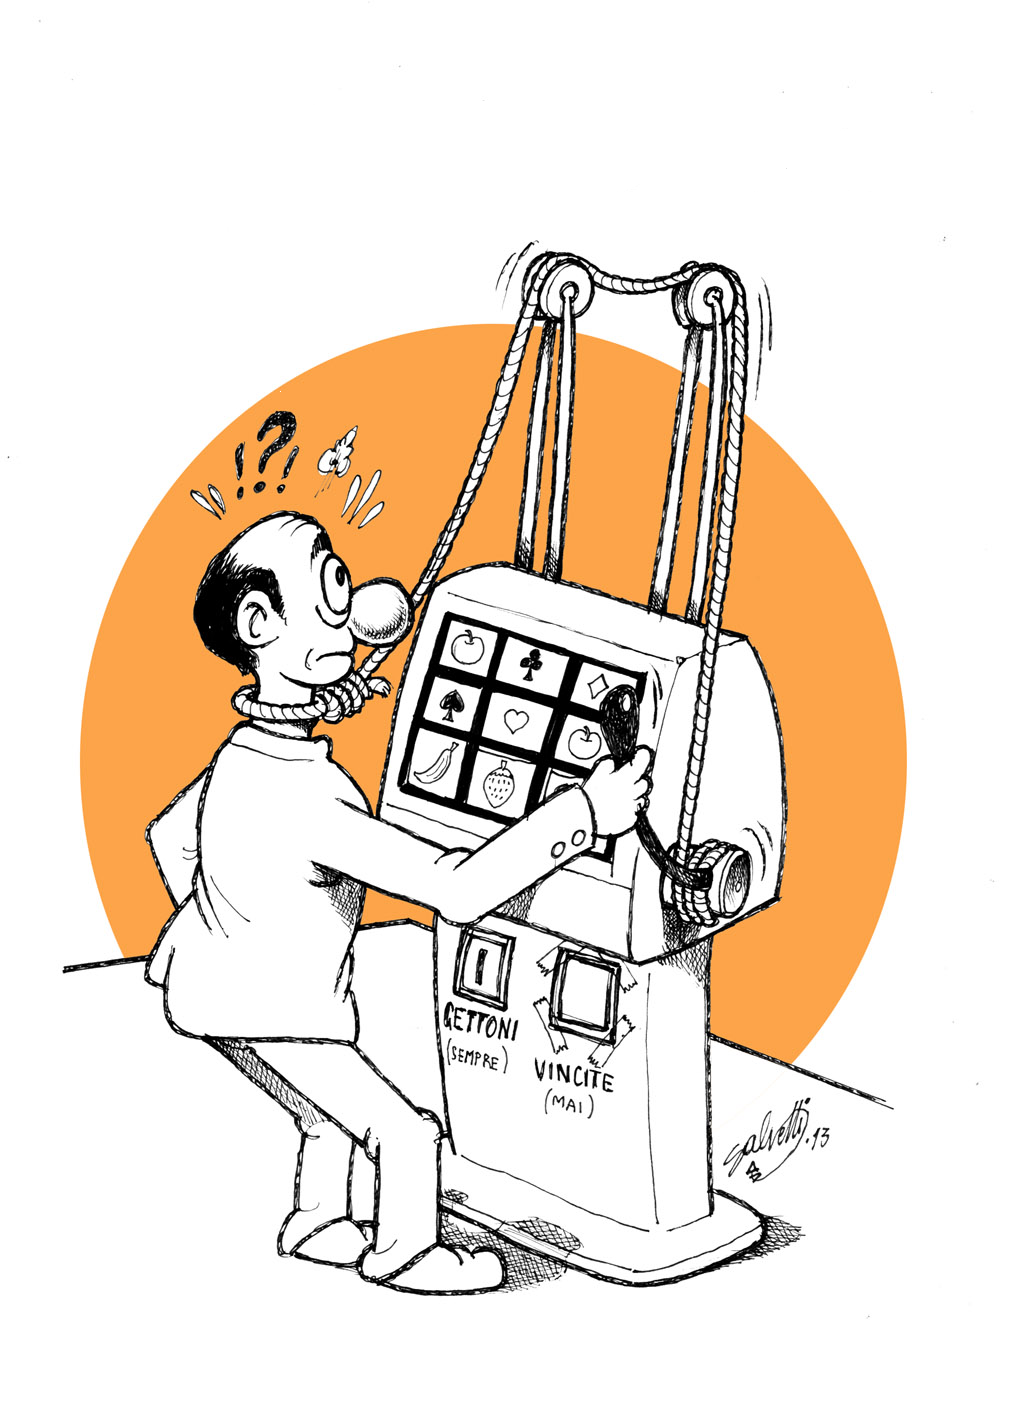 !?!
GETTONI
(SEMPRE)
VINCITE
(MAI)
Salvetti.13